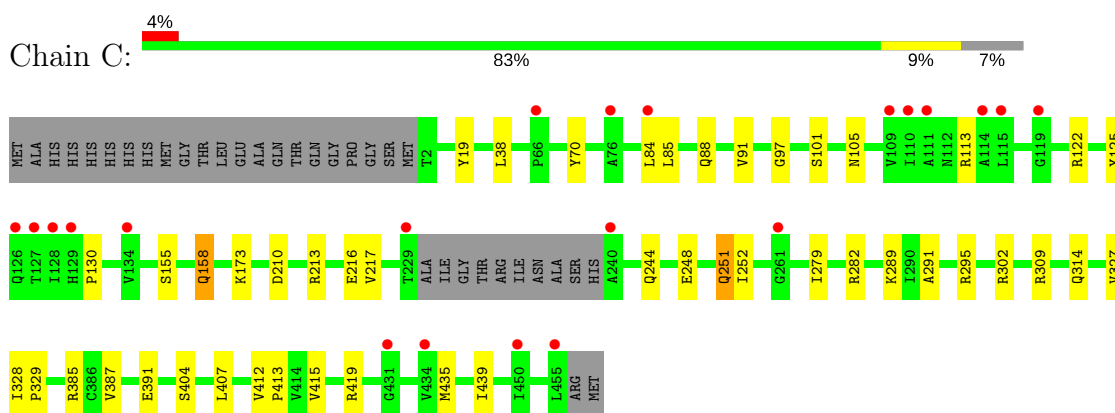 4%
Chain C:
83% 9% 7%
MET ALA HIS HIS HIS HIS HIS HIS MET GLY THR LEU GLU ALA GLN THR GLN GLY PRO GLY SER MET T2 Y19 L38 P66 Y70 A76 L84 L85 Q88 V91 G97 S101 N105 V109 I110 A111 N112 R113 A114 L115 G119 R122
Q126 T127 I128 H129 P130 V134 S155 Q158 K173 D210 R213 E216 V217 T229 ALA ILE GLY THR ARG ILE ASN ALA SER HIS A240 Q244 E248 Q251 I252 G261 I279 R282 K289 I290 A291 R295 R302 R309 Q314
I328 P329 R385 C386 V387 E391 S404 L407 V412 P413 V414 V415 R419 G431 V434 M435 I439 I450 L455 ARG MET